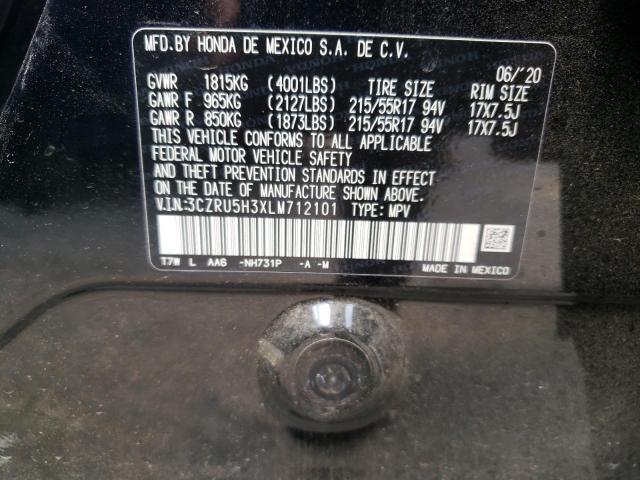 MFD.BY HONDA DE MEXICO S.A. DE C.V.
06/'20
GVWR 1815KG (4001LBS) TIRE SIZE RIM SIZE
GAWR F 965KG (2127LBS) 215/55R17 94V 17X7.5J
GAWR R 850KG (1873LBS) 215/55R17 94V 17X7.5J
THIS VEHICLE CONFORMS TO ALL APPLICABLE
FEDERAL MOTOR VEHICLE SAFETY
AND THEFT PREVENTION STANDARDS IN EFFECT
ON THE DATE OF MANUFACTURE SHOWN ABOVE.
V.I.N:3CZRU5H3XLM712101 TYPE: MPV
T7W L AA6 -NH731P -A -M MADE IN MEXICO